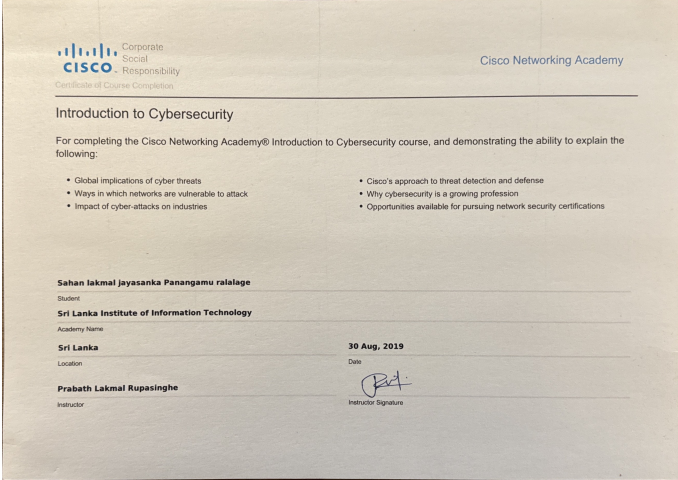 Corporate
Social
CISCO Responsibility
Cisco Networking Academy
Certificate of Course Completion
Introduction to Cybersecurity
For completing the Cisco Networking Academy® Introduction to Cybersecurity course, and demonstrating the ability to explain the
following:
• Global implications of cyber threats
• Ways in which networks are vulnerable to attack
• Impact of cyber-attacks on industries
• Cisco's approach to threat detection and defense
• Why cybersecurity is a growing profession
• Opportunities available for pursuing network security certifications
Sahan lakmal jayasanka Panangamu ralalage
Student
Sri Lanka Institute of Information Technology
Academy Name
Sri Lanka
Location
30 Aug, 2019
Date
Prabath Lakmal Rupasinghe
Instructor
Instructor Signature